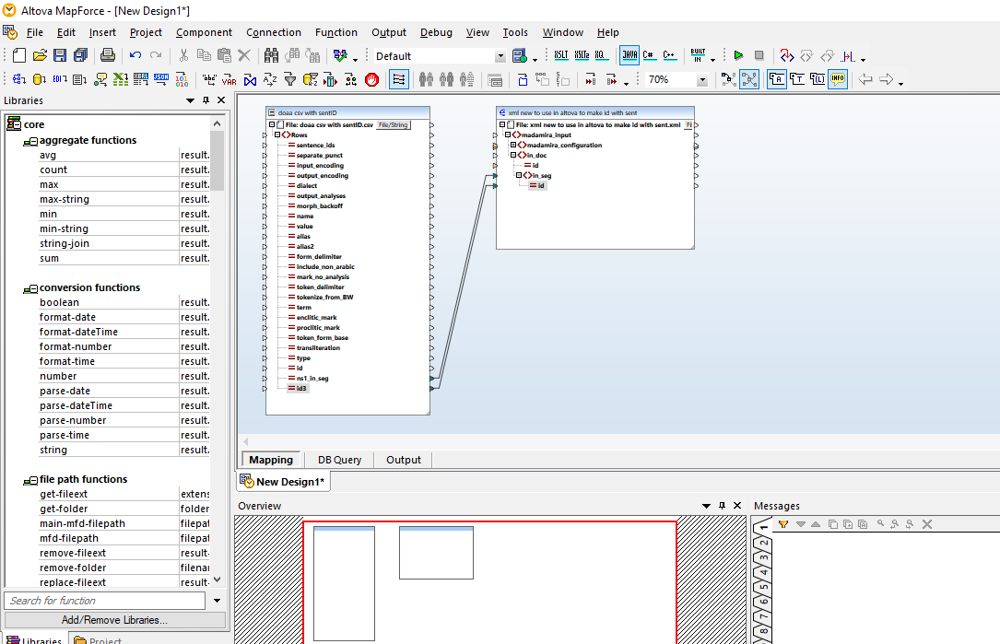 Altova MapForce - [New Design1*]
File Edit Insert Project Component Connection Function Output Debug View Tools Window Help
Default XSLT XSLT2 XQ... JAVA C# C++ BUILT IN
VAR 70% INFO
Libraries
core
aggregate functions
avg result.
count result.
max result.
max-string result.
min result.
min-string result.
string-join result.
sum result.
conversion functions
boolean result.
format-date result.
format-dateTime result.
format-number result.
format-time result.
number result.
parse-date result.
parse-dateTime result.
parse-number result.
parse-time result.
string result.
file path functions
get-fileext extens
get-folder folder
main-mfd-filepath filepat
mfd-filepath filepat
remove-fileext result-
remove-folder filenar
replace-fileext result-
Search for function
Add/Remove Libraries...
Libraries Project
doaa csv with sentID
File: doaa csv with sentID.csv File/String
Rows
sentence_ids
separate_punct
input_encoding
output_encoding
dialect
output_analyses
morph_backoff
name
value
alias
alias2
form_delimiter
include_non_arabic
mark_no_analysis
token_delimiter
tokenize_from_BW
term
enclitic_mark
proclitic_mark
token_form_base
transliteration
type
id
ns1_in_seg
id3
xml new to use in altova to make id with sent
File: xml new to use in altova to make id with sent.xml Fi
madamira_input
madamira_configuration
in_doc
id
in_seg
id
Mapping DB Query Output
New Design1*
Overview
Messages
1
2
3
4
5
6
7
8